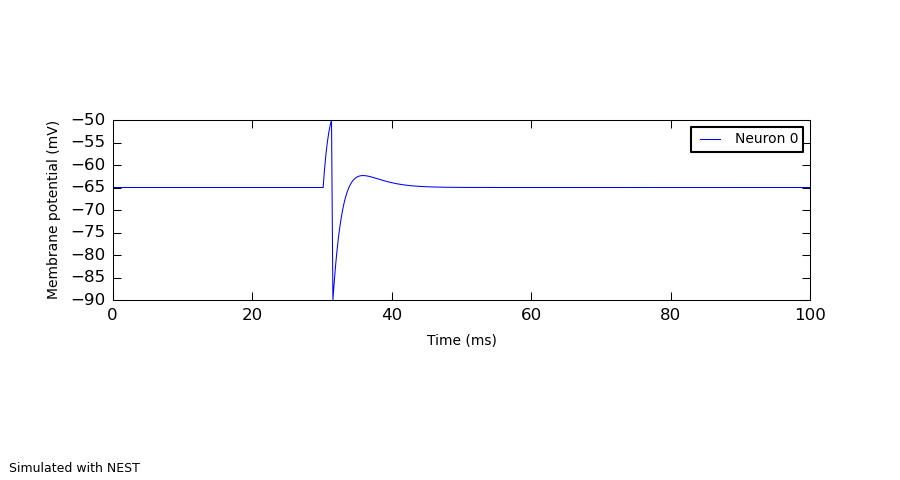 Membrane potential (mV)
−50
−55
−60
−65
−70
−75
−80
−85
−90
Neuron 0
0 20 40 60 80 100
Time (ms)
Simulated with NEST